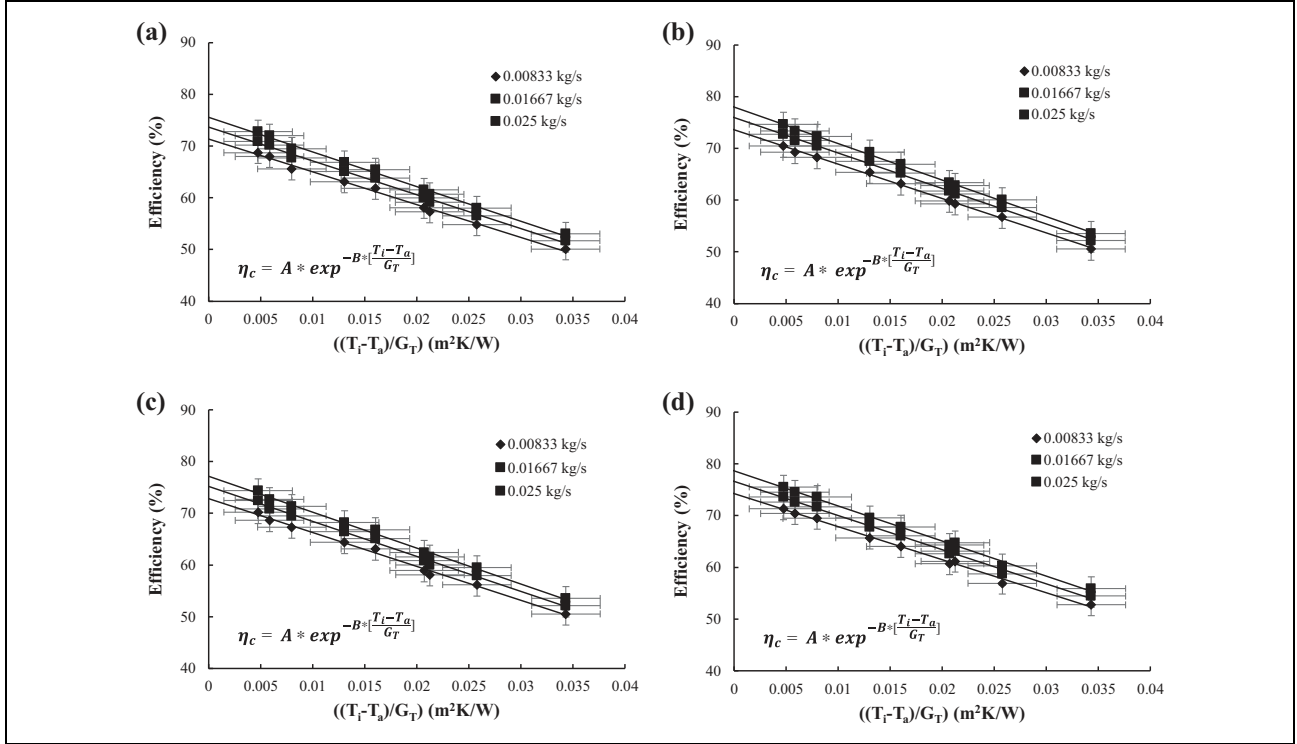 (a)
90
80
70
60
50
40
Efficiency (%)
◆0.00833 kg/s
■0.01667 kg/s
■0.025 kg/s
η_c = A * exp^{-B*[\frac{T_i-T_a}{G_T}]}
0 0.005 0.01 0.015 0.02 0.025 0.03 0.035 0.04
((T_i-T_a)/G_T) (m²K/W)
(b)
90
80
70
60
50
40
Efficiency (%)
◆0.00833 kg/s
■0.01667 kg/s
■0.025 kg/s
η_c = A * exp^{-B*[\frac{T_i-T_a}{G_T}]}
0 0.005 0.01 0.015 0.02 0.025 0.03 0.035 0.04
((T_i-T_a)/G_T) (m²K/W)
(c)
90
80
70
60
50
40
Efficiency (%)
◆0.00833 kg/s
■0.01667 kg/s
■0.025 kg/s
η_c = A * exp^{-B*[\frac{T_i-T_a}{G_T}]}
0 0.005 0.01 0.015 0.02 0.025 0.03 0.035 0.04
((T_i-T_a)/G_T) (m²K/W)
(d)
90
80
70
60
50
40
Efficiency (%)
◆0.00833 kg/s
■0.01667 kg/s
■0.025 kg/s
η_c = A * exp^{-B*[\frac{T_i-T_a}{G_T}]}
0 0.005 0.01 0.015 0.02 0.025 0.03 0.035 0.04
((T_i-T_a)/G_T) (m²K/W)